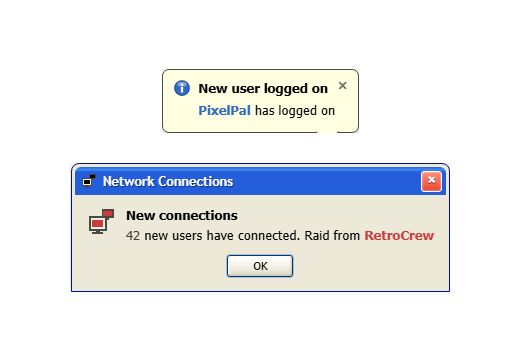 New user logged on
PixelPal has logged on
Network Connections
New connections
42 new users have connected. Raid from RetroCrew
OK